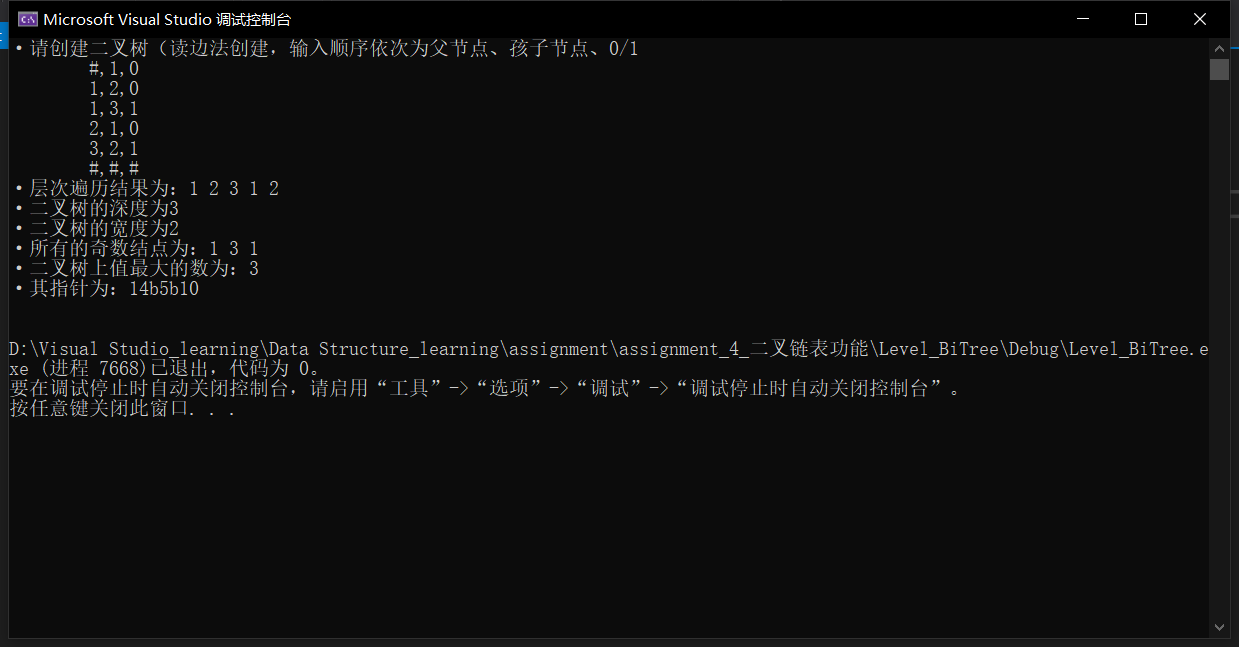 Microsoft Visual Studio 调试控制台
·请创建二叉树（读边法创建，输入顺序依次为父节点、孩子节点、0/1
#,1,0
1,2,0
1,3,1
2,1,0
3,2,1
#,#,#
·层次遍历结果为：1 2 3 1 2
·二叉树的深度为3
·二叉树的宽度为2
·所有的奇数结点为：1 3 1
·二叉树上值最大的数为：3
·其指针为：14b5b10
D:\Visual Studio_learning\Data Structure_learning\assignment\assignment_4_二叉链表功能\Level_BiTree\Debug\Level_BiTree.e
xe (进程 7668)已退出，代码为 0。
要在调试停止时自动关闭控制台，请启用“工具”->“选项”->“调试”->“调试停止时自动关闭控制台”。
按任意键关闭此窗口. . .